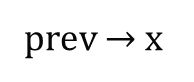 prev → x